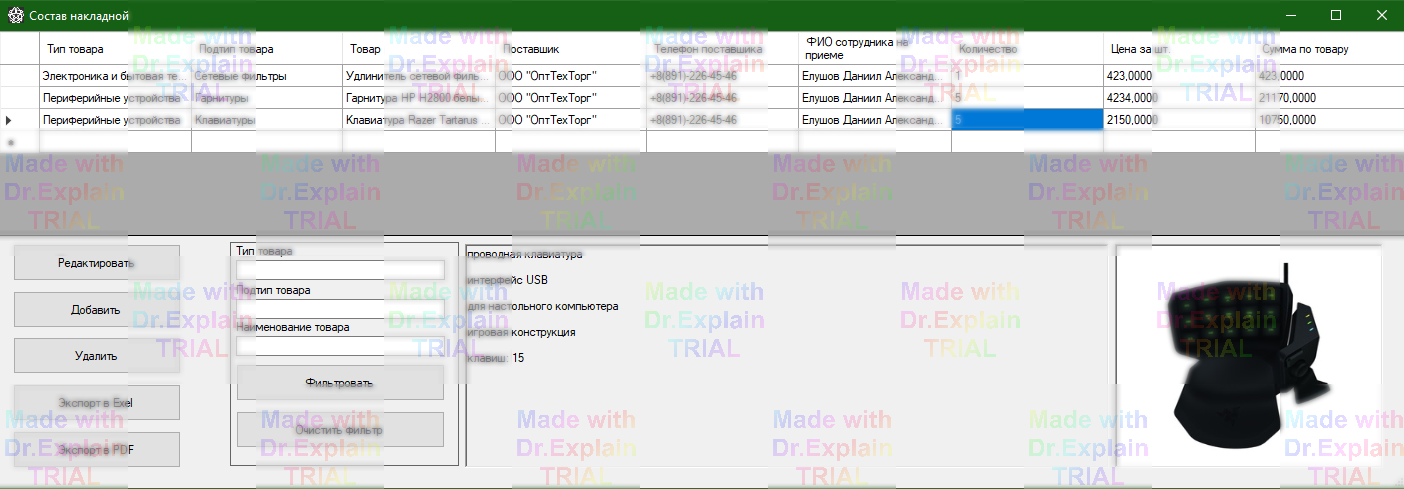 Состав накладной
Тип товара Подтип товара Товар Поставщик Телефон поставщика ФИО сотрудника на приеме Количество Цена за шт. Сумма по товару
Электроника и бытовая те... Сетевые фильтры Удлинитель сетевой филь... ООО "ОптТехТорг" +8(891)-226-45-46 Елушов Даниил Александ... 1 423,0000 423,0000
Периферийные устройства Гарнитуры Гарнитура HP H2800 белы... ООО "ОптТехТорг" +8(891)-226-45-46 Елушов Даниил Александ... 5 4234,0000 21170,0000
Периферийные устройства Клавиатуры Клавиатура Razer Tartarus ... ООО "ОптТехТорг" +8(891)-226-45-46 Елушов Даниил Александ... 5 2150,0000 10750,0000
Made with
Dr.Explain
TRIAL
Редактировать
Добавить
Удалить
Экспорт в Exel
Экспорт в PDF
Тип товара
Подтип товара
Наименование товара
Фильтровать
Очистить фильтр
проводная клавиатура
интерфейс USB
для настольного компьютера
игровая конструкция
клавиш: 15